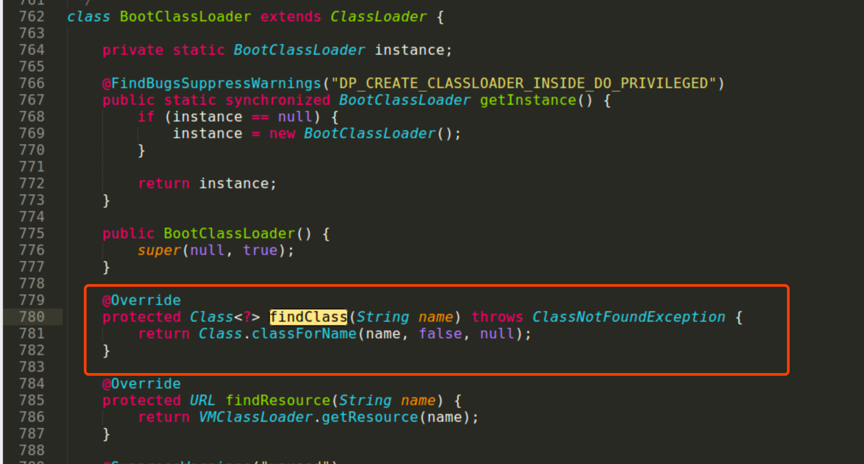 761
762 class BootClassLoader extends ClassLoader {
763
764     private static BootClassLoader instance;
765
766     @FindBugsSuppressWarnings("DP_CREATE_CLASSLOADER_INSIDE_DO_PRIVILEGED")
767     public static synchronized BootClassLoader getInstance() {
768         if (instance == null) {
769             instance = new BootClassLoader();
770         }
771
772         return instance;
773     }
774
775     public BootClassLoader() {
776         super(null, true);
777     }
778
779     @Override
780     protected Class<?> findClass(String name) throws ClassNotFoundException {
781         return Class.classForName(name, false, null);
782     }
783
784     @Override
785     protected URL findResource(String name) {
786         return VMClassLoader.getResource(name);
787     }
788